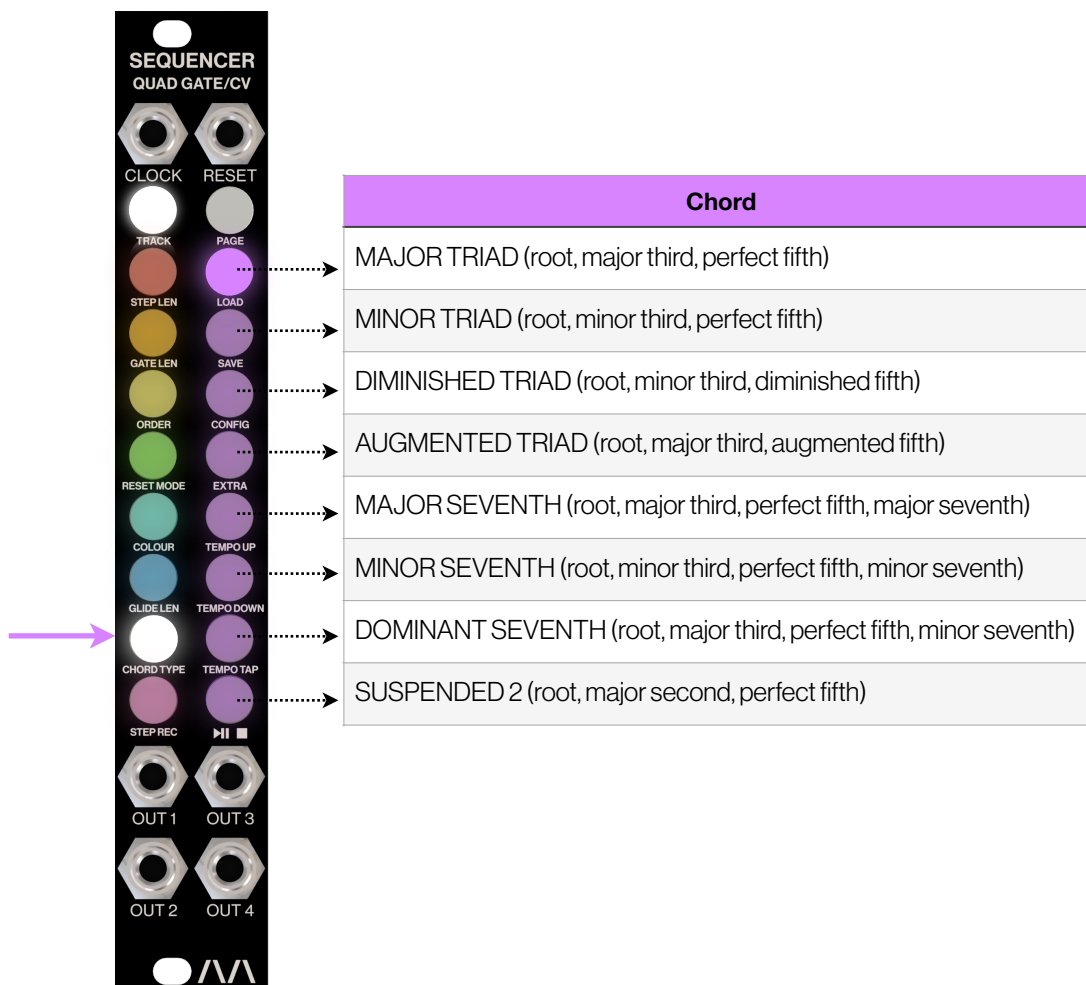 SEQUENCER
QUAD GATE/CV
CLOCK RESET
TRACK PAGE
STEP LEN LOAD
GATE LEN SAVE
ORDER CONFIG
RESET MODE EXTRA
COLOUR TEMPO UP
GLIDE LEN TEMPO DOWN
CHORD TYPE TEMPO TAP
STEP REC
OUT 1 OUT 3
OUT 2 OUT 4
Chord
MAJOR TRIAD (root, major third, perfect fifth)
MINOR TRIAD (root, minor third, perfect fifth)
DIMINISHED TRIAD (root, minor third, diminished fifth)
AUGMENTED TRIAD (root, major third, augmented fifth)
MAJOR SEVENTH (root, major third, perfect fifth, major seventh)
MINOR SEVENTH (root, minor third, perfect fifth, minor seventh)
DOMINANT SEVENTH (root, major third, perfect fifth, minor seventh)
SUSPENDED 2 (root, major second, perfect fifth)